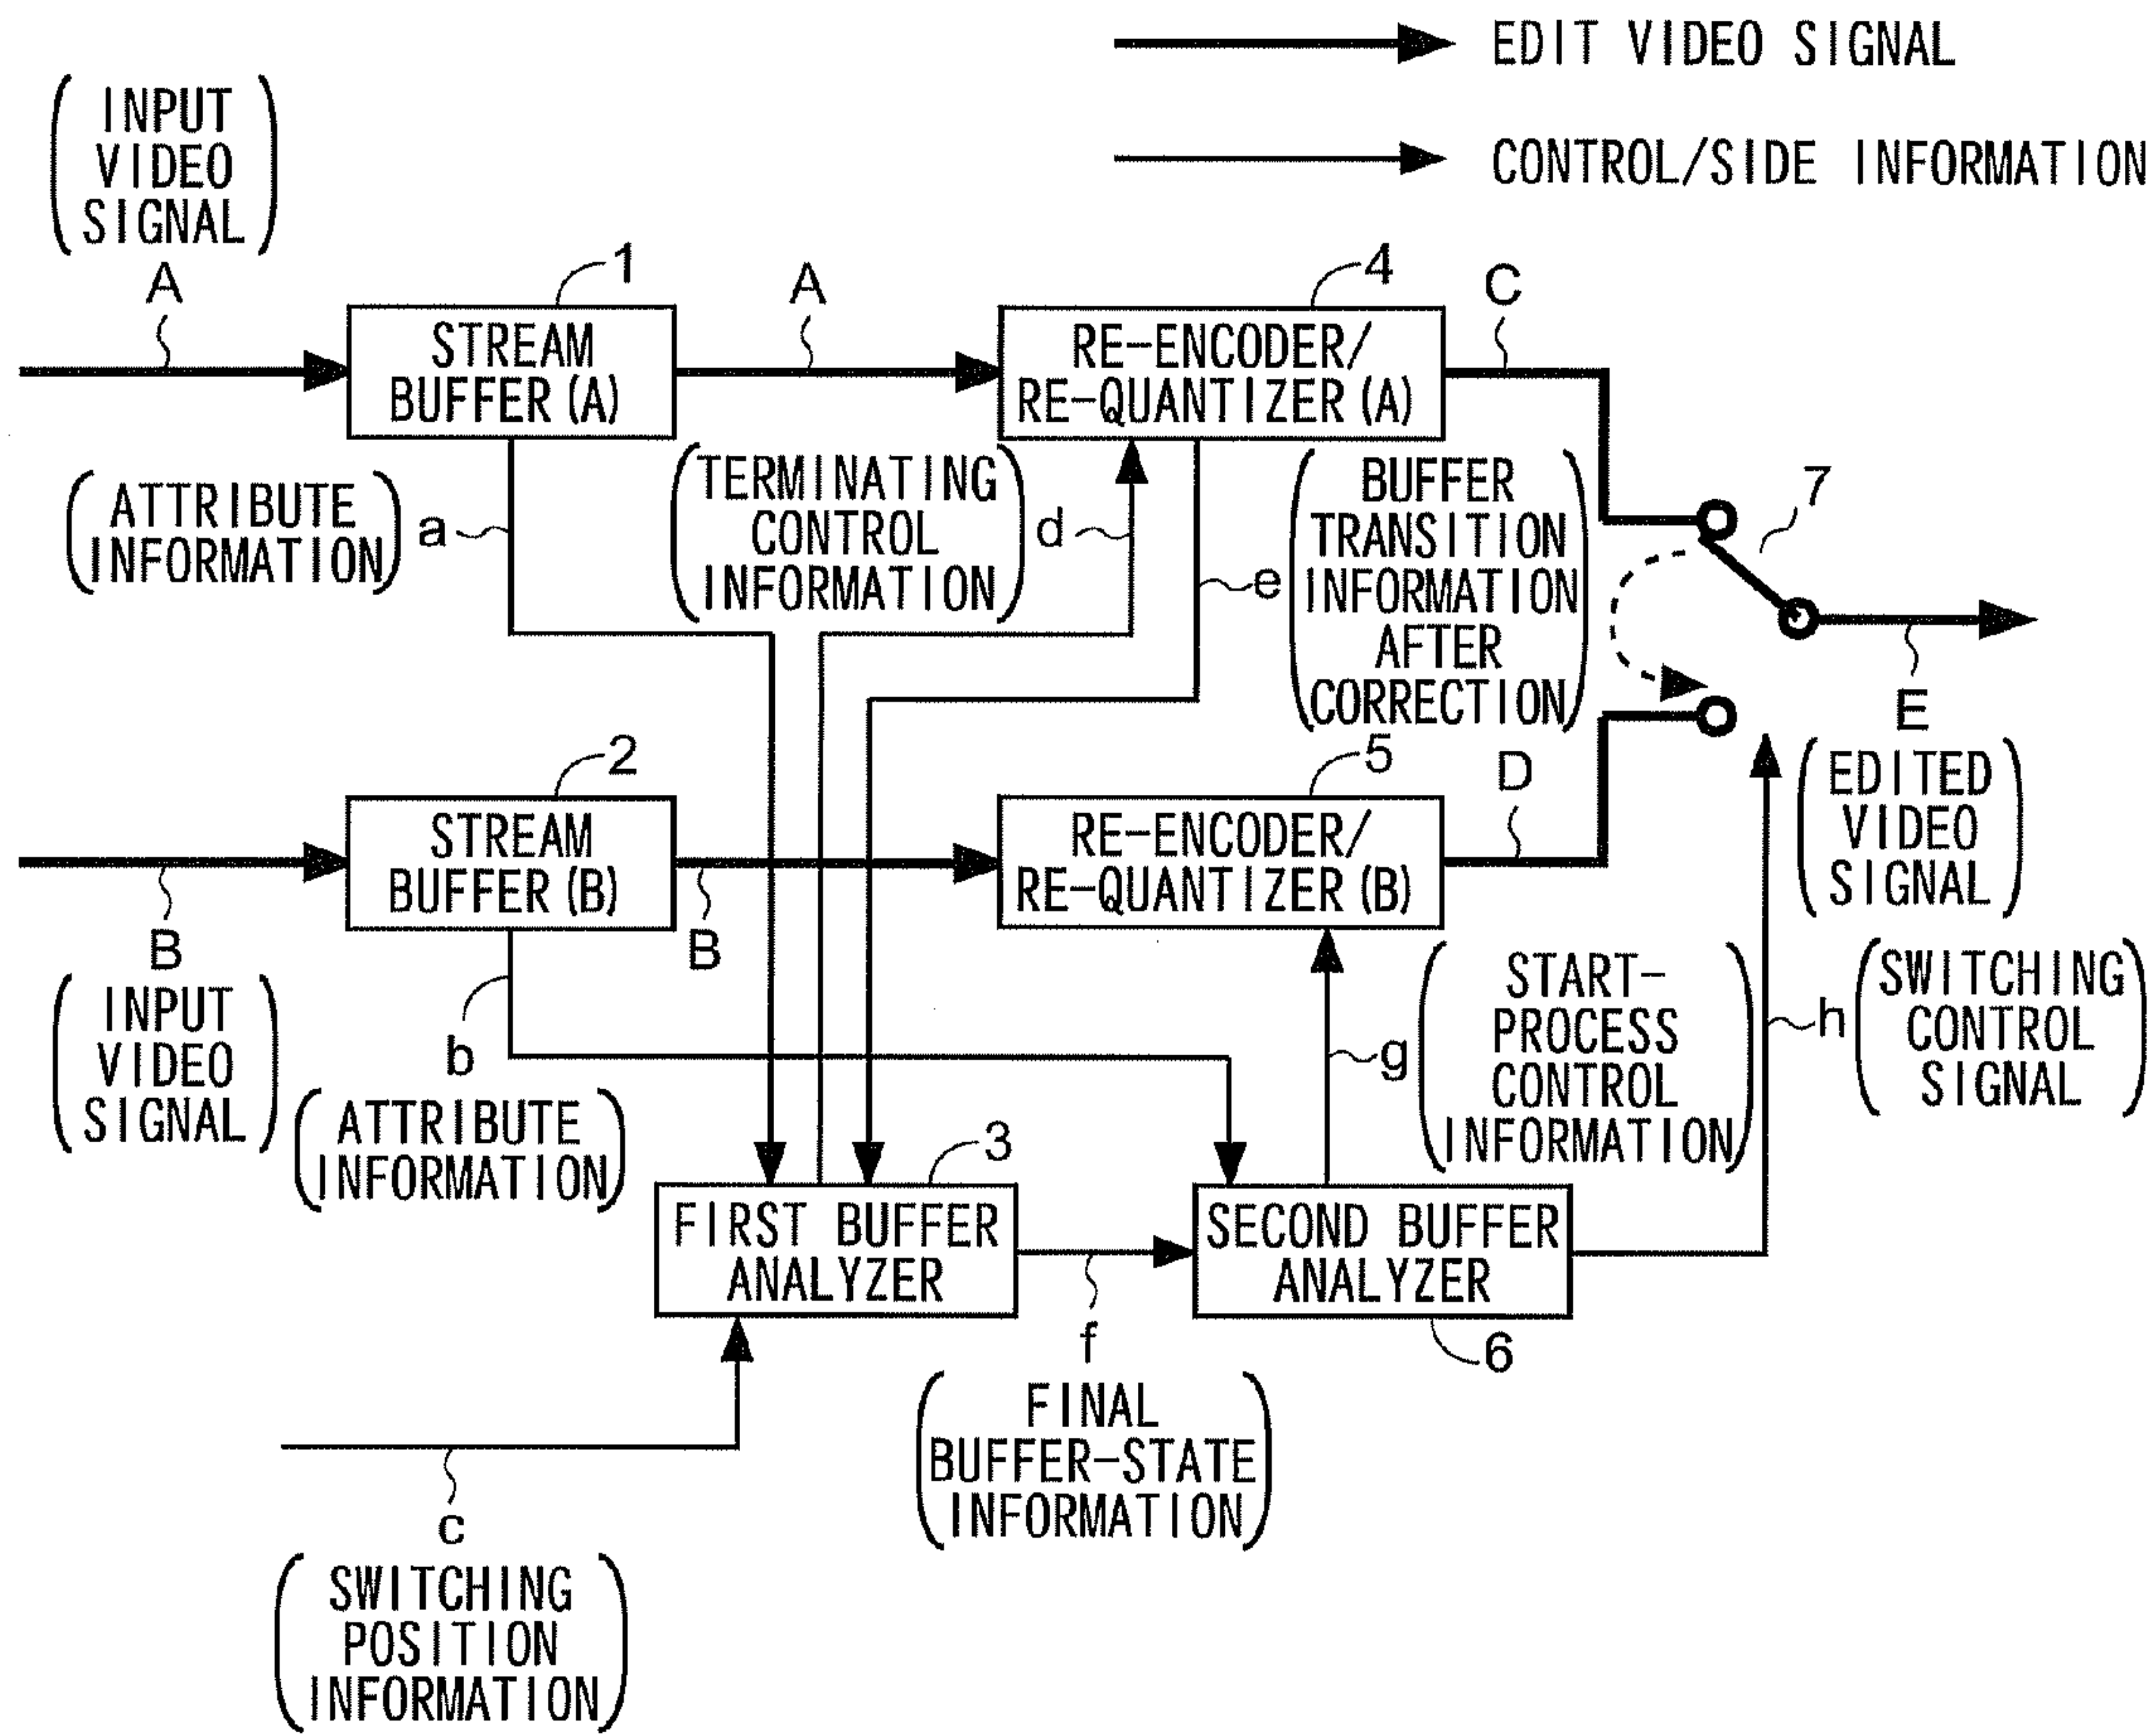 EDIT VIDEO SIGNAL
CONTROL/SIDE INFORMATION
INPUT
VIDEO
SIGNAL
A
1
STREAM
BUFFER(A)
A
4
RE-ENCODER/
RE-QUANTIZER(A)
C
ATTRIBUTE
INFORMATION
a
TERMINATING
CONTROL
INFORMATION
d
e
BUFFER
TRANSITION
INFORMATION
AFTER
CORRECTION
7
E
EDITED
VIDEO
SIGNAL
2
STREAM
BUFFER(B)
B
INPUT
VIDEO
SIGNAL
B
5
RE-ENCODER/
RE-QUANTIZER(B)
D
b
ATTRIBUTE
INFORMATION
g
START-
PROCESS
CONTROL
INFORMATION
h
SWITCHING
CONTROL
SIGNAL
3
FIRST BUFFER
ANALYZER
SECOND BUFFER
ANALYZER
6
f
FINAL
BUFFER-STATE
INFORMATION
c
SWITCHING
POSITION
INFORMATION